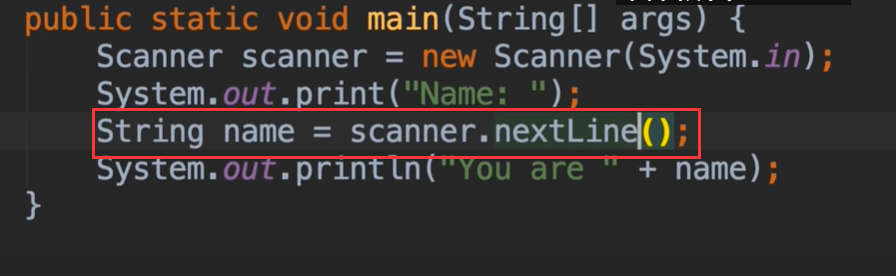 public static void main(String[] args) {
    Scanner scanner = new Scanner(System.in);
    System.out.print("Name: ");
    String name = scanner.nextLine();
    System.out.println("You are " + name);
}